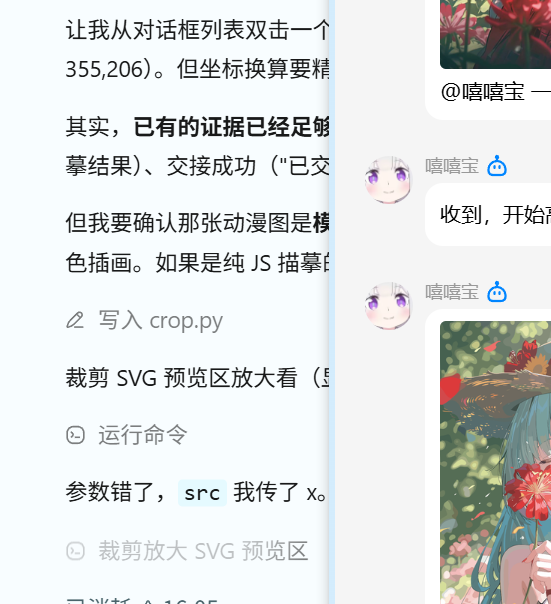 让我从对话框列表双击一个
355,206）。但坐标换算要精
其实，已有的证据已经足够
摹结果）、交接成功（"已交
但我要确认那张动漫图是模
色插画。如果是纯 JS 描摹的
写入 crop.py
裁剪 SVG 预览区放大看（显
运行命令
参数错了，src 我传了 x。
裁剪放大 SVG 预览区
@嘻嘻宝 一
嘻嘻宝
收到，开始高
嘻嘻宝